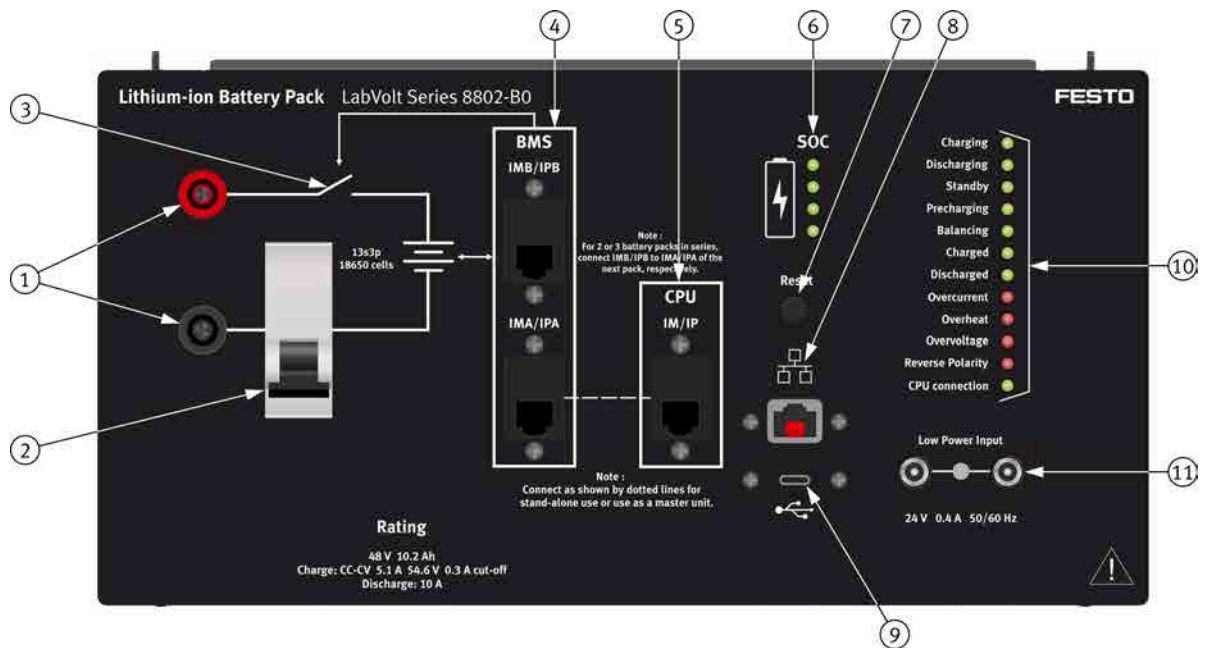 4
5
6
7
8
Lithium-ion Battery Pack LabVolt Series 8802-B0
FESTO
3
BMS
IMB/IPB
SOC
Charging
Discharging
Standby
Precharging
Balancing
Charged
Discharged
Overcurrent
Overheat
Overvoltage
Reverse Polarity
CPU connection
10
1
13s3p
18650 cells
Note :
For 2 or 3 battery packs in series,
connect IMB/IPB to IMA/IPA of the
next pack, respectively.
Reset
CPU
IMA/IPA
IM/IP
2
Low Power Input
11
24 V 0.4 A 50/60 Hz
Note :
Connect as shown by dotted lines for
stand-alone use or use as a master unit.
Rating
48 V 10.2 Ah
Charge: CC-CV 5.1 A 54.6 V 0.3 A cut-off
Discharge: 10 A
!
9